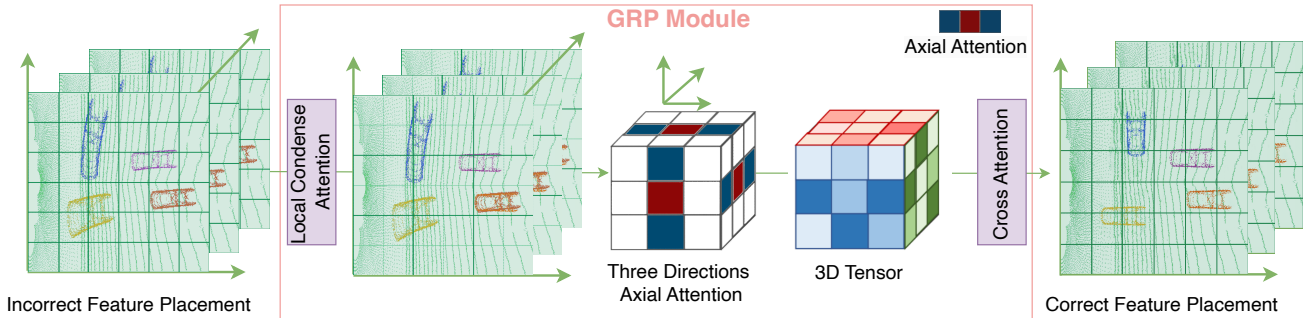 GRP Module
Axial Attention
Local Condense
Attention
Cross Attention
Incorrect Feature Placement
Three Directions
Axial Attention
3D Tensor
Correct Feature Placement